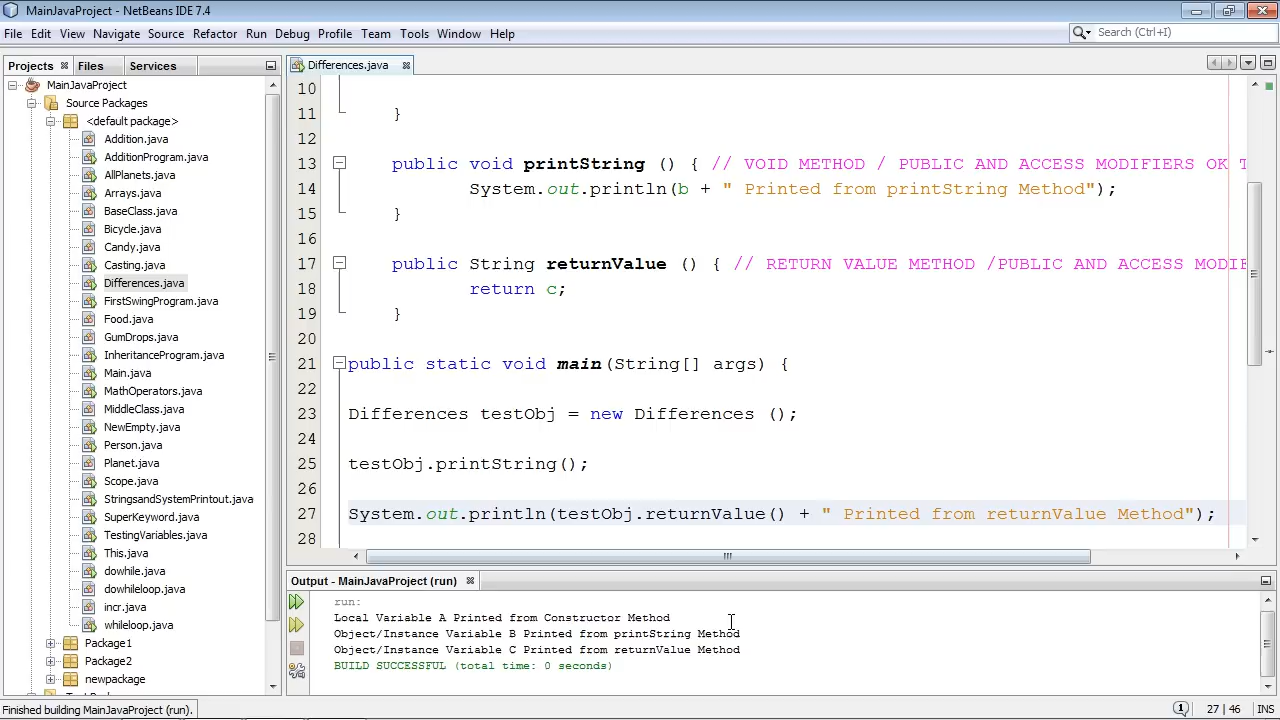 MainJavaProject - NetBeans IDE 7.4
File Edit View Navigate Source Refactor Run Debug Profile Team Tools Window Help
Search (Ctrl+I)
Projects Files Services
MainJavaProject
Source Packages
<default package>
Addition.java
AdditionProgram.java
AllPlanets.java
Arrays.java
BaseClass.java
Bicycle.java
Candy.java
Casting.java
Differences.java
FirstSwingProgram.java
Food.java
GumDrops.java
InheritanceProgram.java
Main.java
MathOperators.java
MiddleClass.java
NewEmpty.java
Person.java
Planet.java
Scope.java
StringsandSystemPrintout.java
SuperKeyword.java
TestingVariables.java
This.java
dowhile.java
dowhileloop.java
incr.java
whileloop.java
Package1
Package2
newpackage
Differences.java
10
11 }
12
13 public void printString () { // VOID METHOD / PUBLIC AND ACCESS MODIFIERS OK T
14 System.out.println(b + " Printed from printString Method");
15 }
16
17 public String returnValue () { // RETURN VALUE METHOD /PUBLIC AND ACCESS MODIF
18 return c;
19 }
20
21 public static void main(String[] args) {
22
23 Differences testObj = new Differences ();
24
25 testObj.printString();
26
27 System.out.println(testObj.returnValue() + " Printed from returnValue Method");
28
Output - MainJavaProject (run)
run:
Local Variable A Printed from Constructor Method
Object/Instance Variable B Printed from printString Method
Object/Instance Variable C Printed from returnValue Method
BUILD SUCCESSFUL (total time: 0 seconds)
Finished building MainJavaProject (run).
1 27 | 46 INS